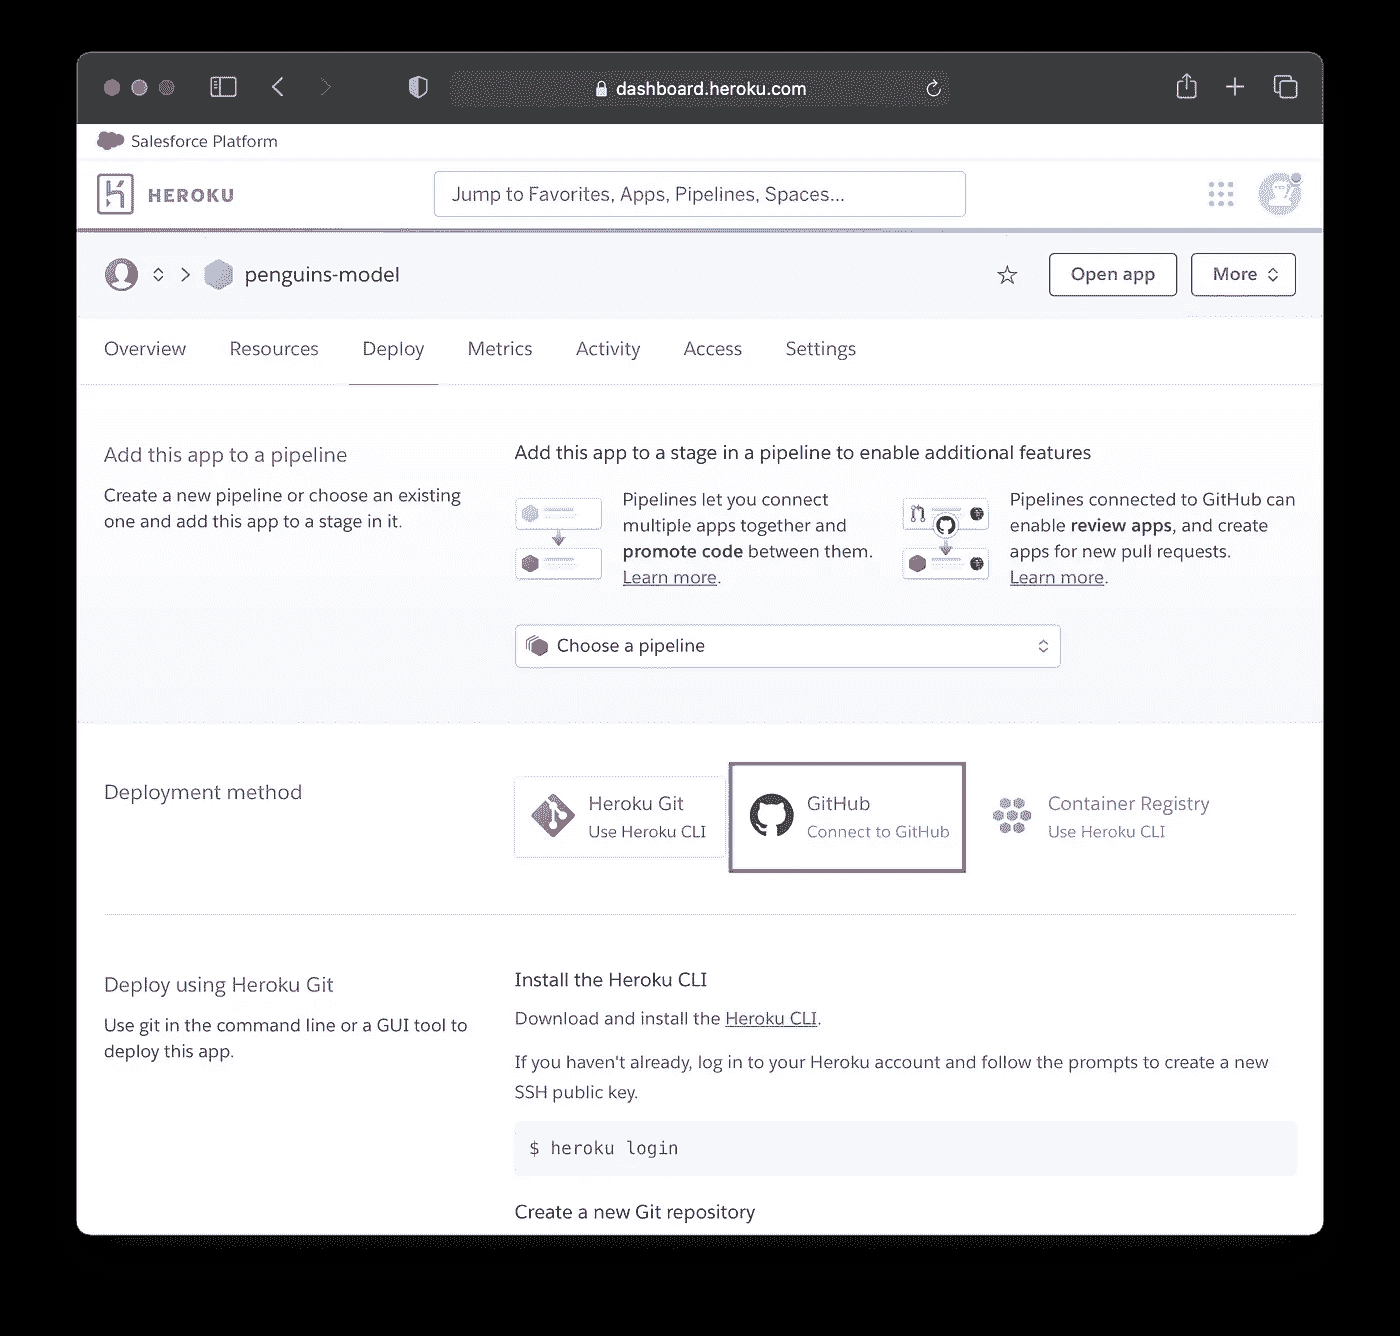 dashboard.heroku.com
Salesforce Platform
HEROKU
Jump to Favorites, Apps, Pipelines, Spaces...
penguins-model
Open app
More
Overview
Resources
Deploy
Metrics
Activity
Access
Settings
Add this app to a pipeline
Create a new pipeline or choose an existing
one and add this app to a stage in it.
Add this app to a stage in a pipeline to enable additional features
Pipelines let you connect
multiple apps together and
promote code between them.
Learn more.
Pipelines connected to GitHub can
enable review apps, and create
apps for new pull requests.
Learn more.
Choose a pipeline
Deployment method
Heroku Git
Use Heroku CLI
GitHub
Connect to GitHub
Container Registry
Use Heroku CLI
Deploy using Heroku Git
Use git in the command line or a GUI tool to
deploy this app.
Install the Heroku CLI
Download and install the Heroku CLI.
If you haven't already, log in to your Heroku account and follow the prompts to create a new
SSH public key.
$ heroku login
Create a new Git repository